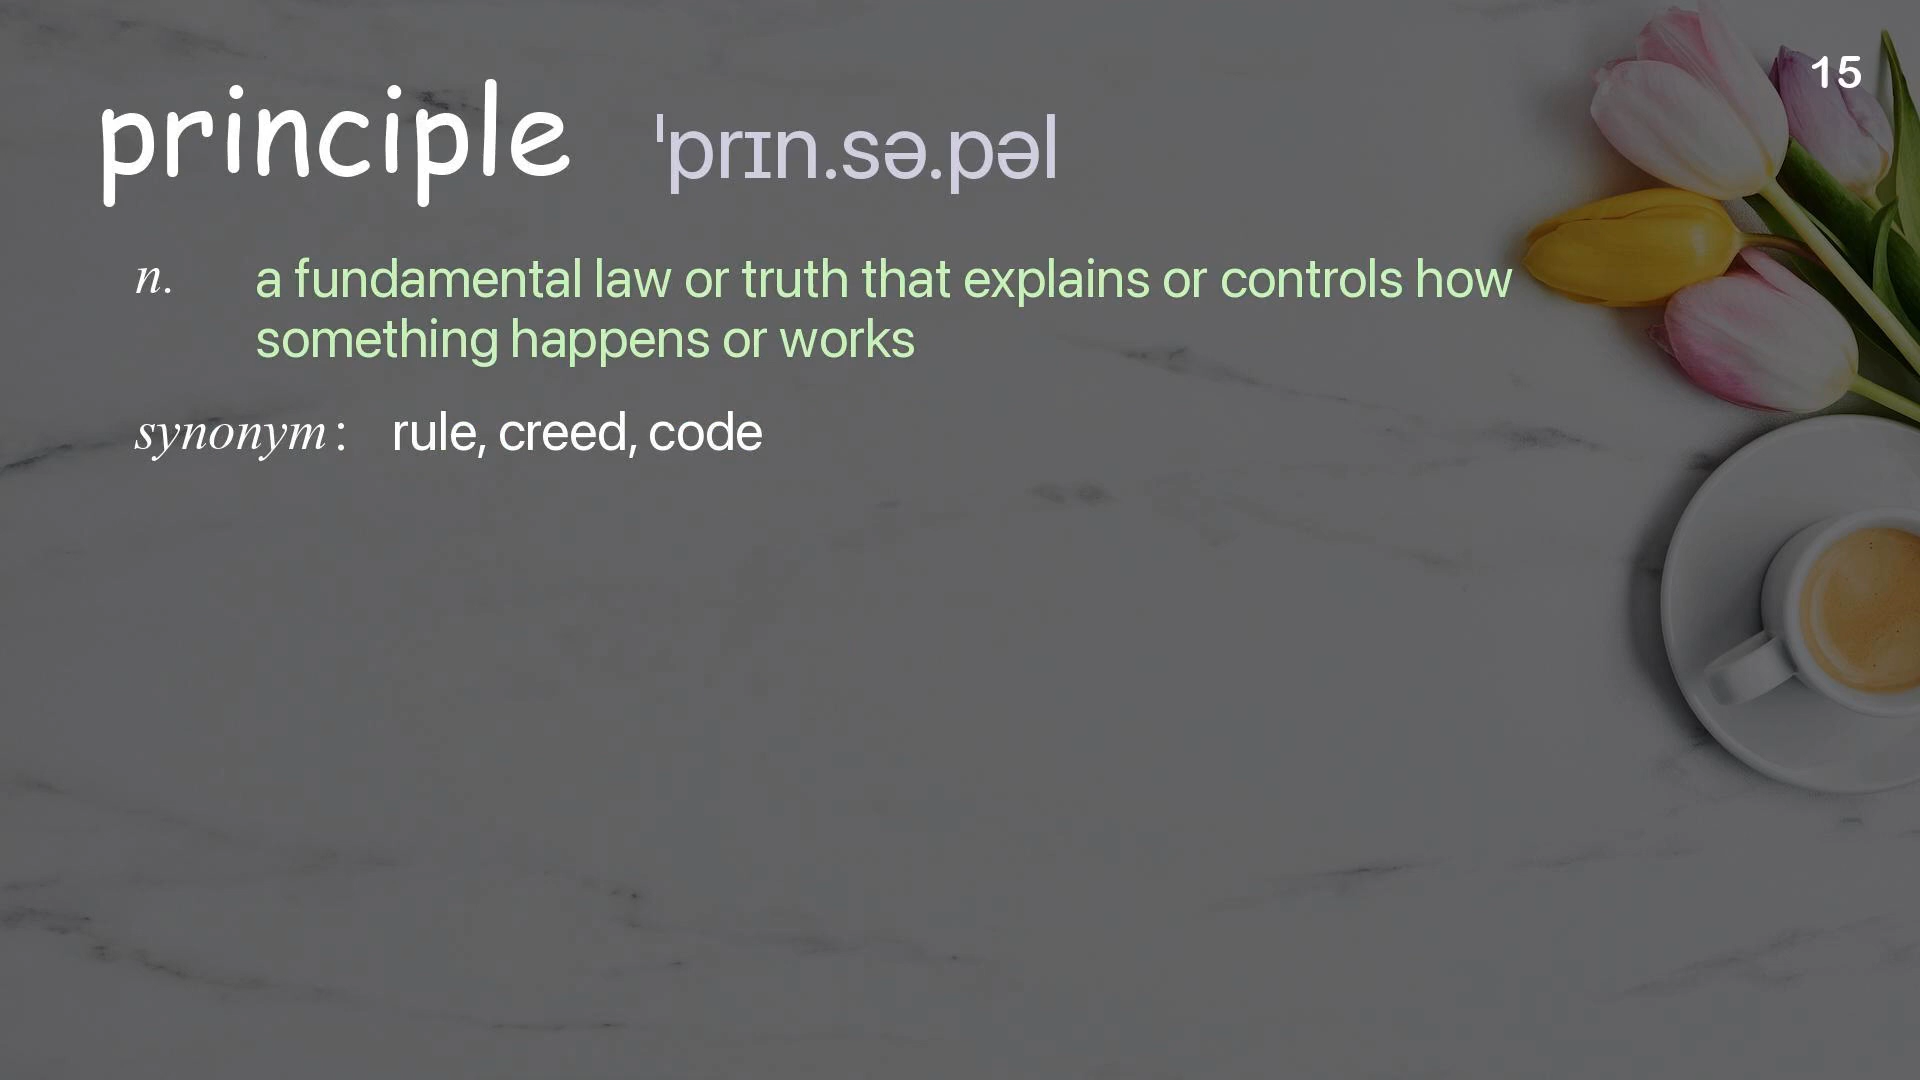 15
principle ˈprɪn.sə.pəl
n. a fundamental law or truth that explains or controls how
something happens or works
synonym: rule, creed, code